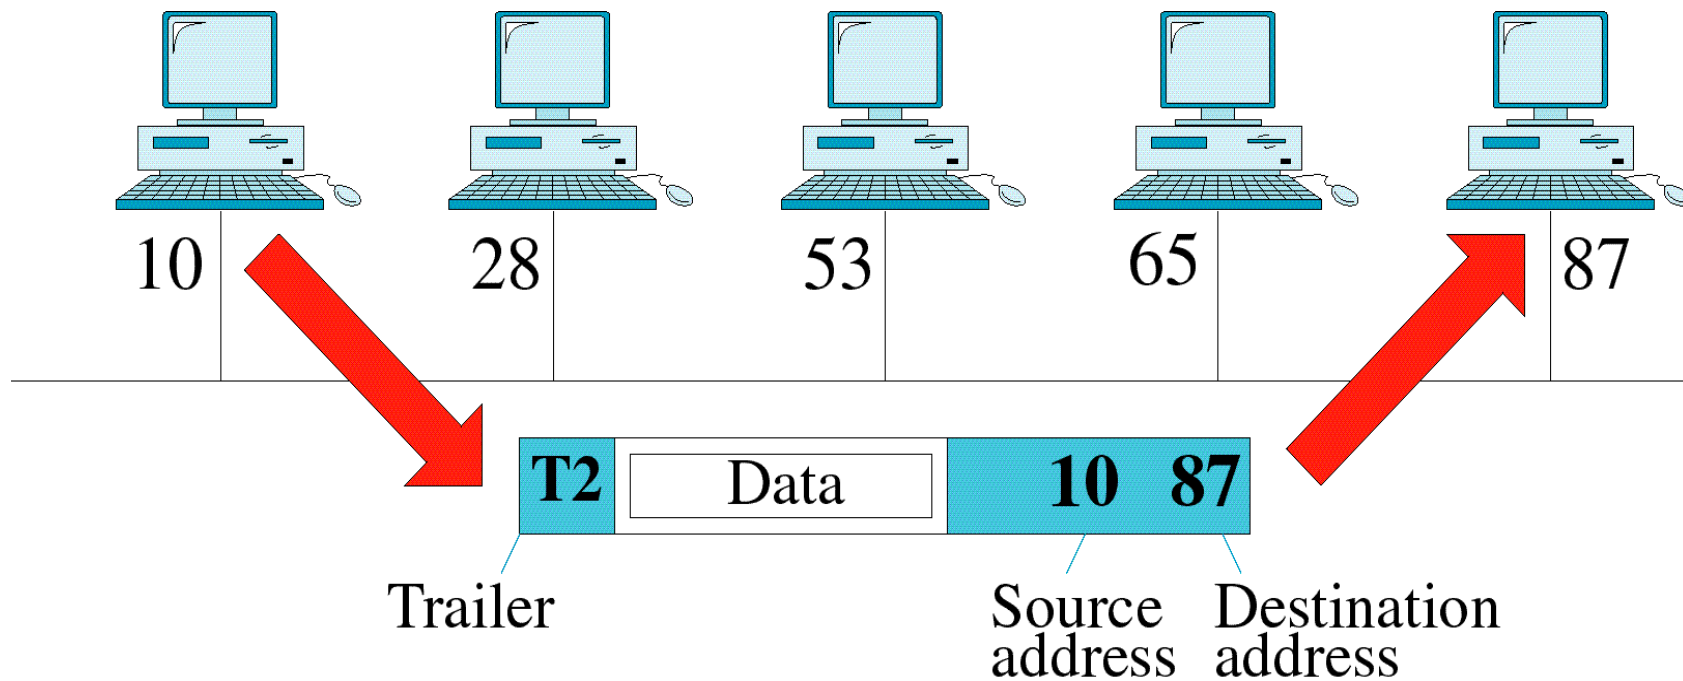 10
28
53
65
87
T2
Data
10 87
Trailer
Source address
Destination address